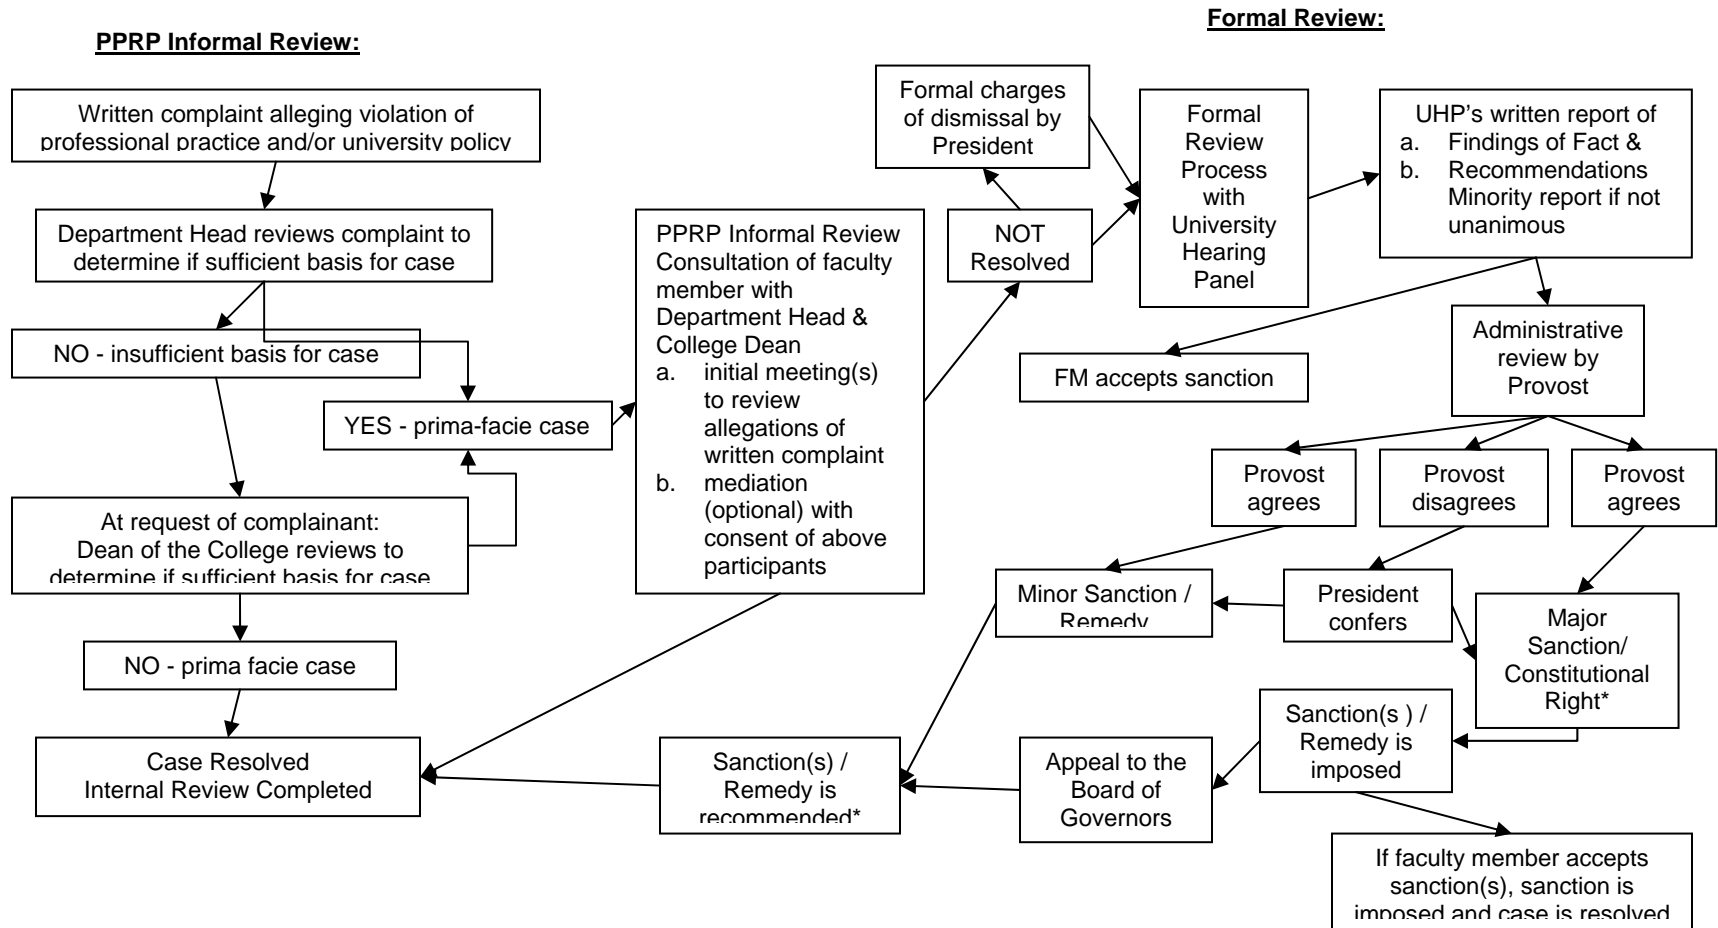 PPRP Informal Review:
Written complaint alleging violation of
professional practice and/or university policy
Department Head reviews complaint to
determine if sufficient basis for case
NO - insufficient basis for case
YES - prima-facie case
At request of complainant:
Dean of the College reviews to
determine if sufficient basis for case
NO - prima facie case
Case Resolved
Internal Review Completed
PPRP Informal Review
Consultation of faculty
member with
Department Head &
College Dean
a. initial meeting(s)
to review
allegations of
written complaint
b. mediation
(optional) with
consent of above
participants
Formal Review:
Formal charges
of dismissal by
President
NOT
Resolved
Formal
Review
Process
with
University
Hearing
Panel
UHP's written report of
a. Findings of Fact &
b. Recommendations
Minority report if not
unanimous
FM accepts sanction
Administrative
review by
Provost
Provost
agrees
Provost
disagrees
Provost
agrees
Minor Sanction /
Remedy
President
confers
Major
Sanction/
Constitutional
Right*
Sanction(s ) /
Remedy is
imposed
Appeal to the
Board of
Governors
Sanction(s) /
Remedy is
recommended*
If faculty member accepts
sanction(s), sanction is
imposed and case is resolved